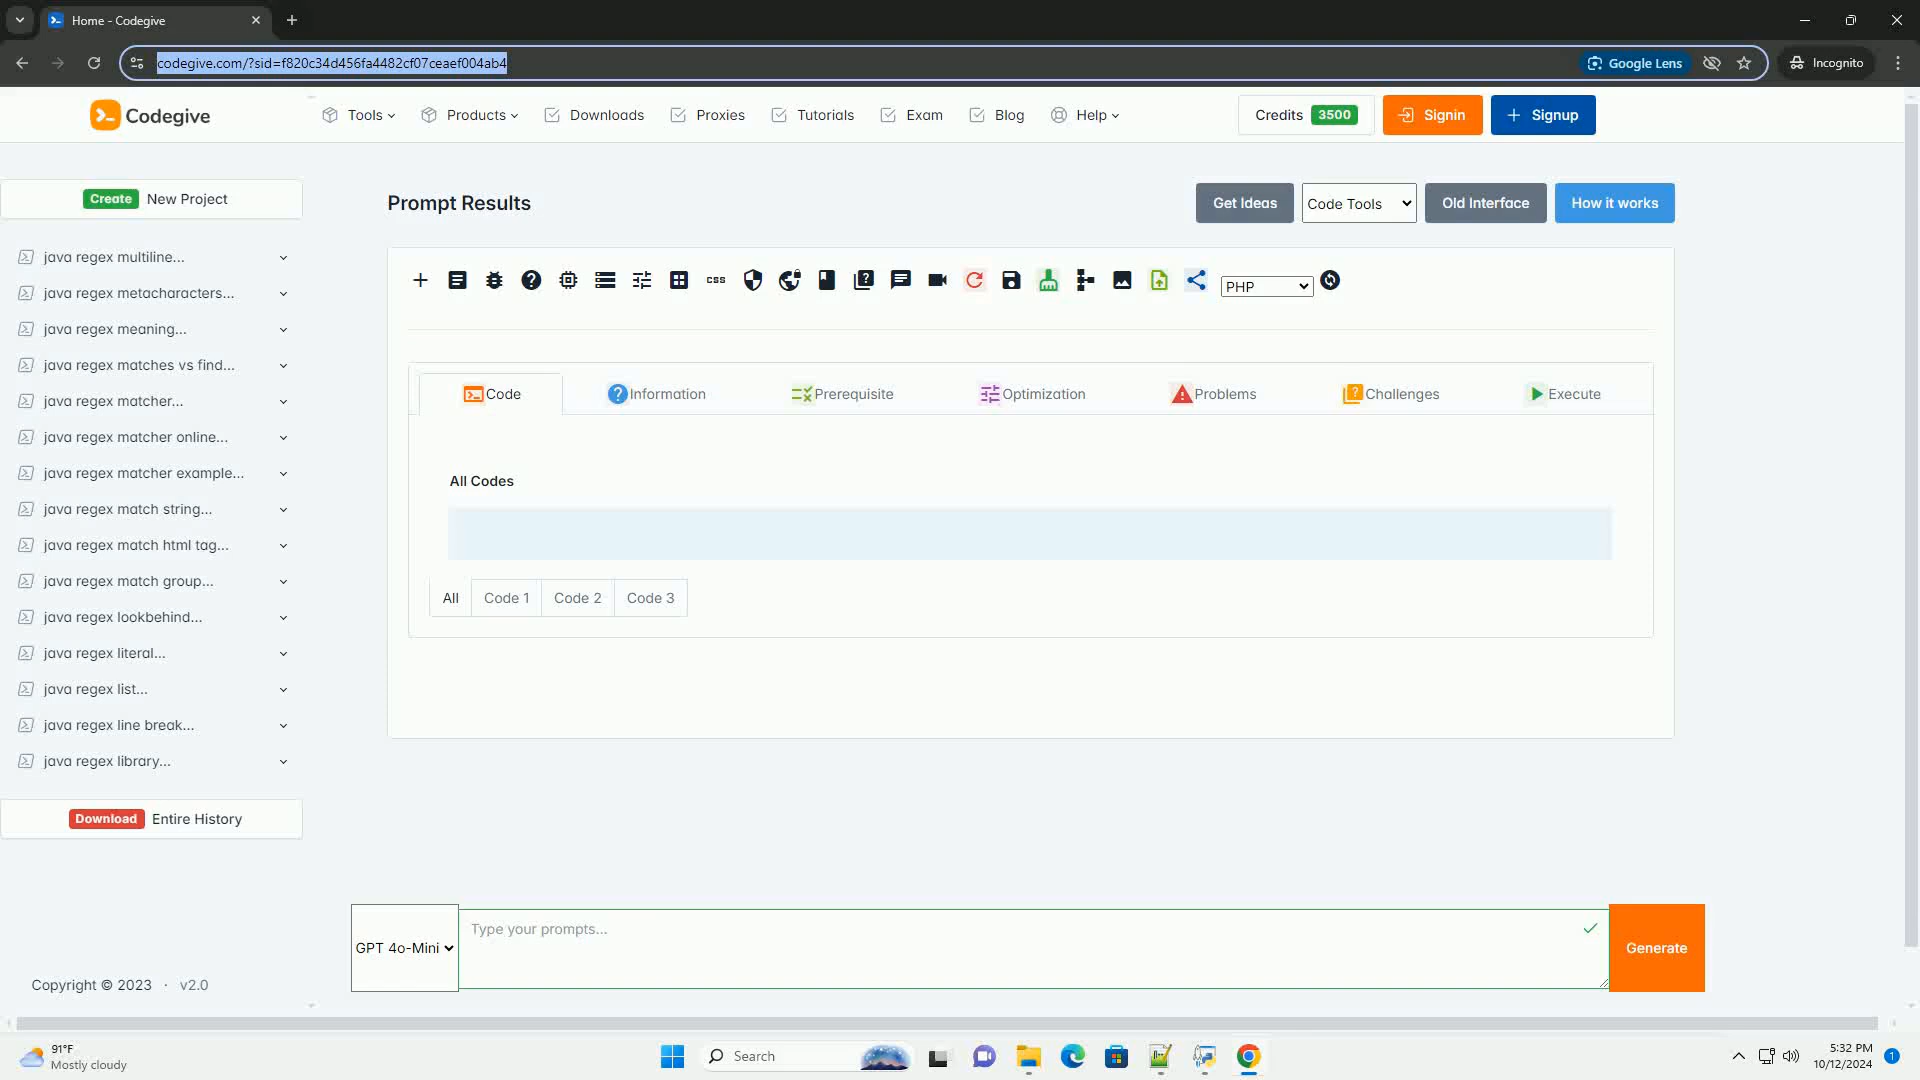 Home - Codegive
codegive.com/?sid=f820c34d456fa4482cf07ceaef004ab4
Google Lens
Incognito
Codegive
Tools
Products
Downloads
Proxies
Tutorials
Exam
Blog
Help
Credits 3500
Signin
Signup
Create New Project
Prompt Results
Get Ideas
Code Tools
Old Interface
How it works
java regex multiline...
java regex metacharacters...
java regex meaning...
java regex matches vs find...
java regex matcher...
java regex matcher online...
java regex matcher example...
java regex match string...
java regex match html tag...
java regex match group...
java regex lookbehind...
java regex literal...
java regex list...
java regex line break...
java regex library...
Download Entire History
css
PHP
Code
Information
Prerequisite
Optimization
Problems
Challenges
Execute
All Codes
All
Code 1
Code 2
Code 3
GPT 4o-Mini
Type your prompts...
Generate
Copyright © 2023 · v2.0
91°F
Mostly cloudy
Search
5:32 PM
10/12/2024
1